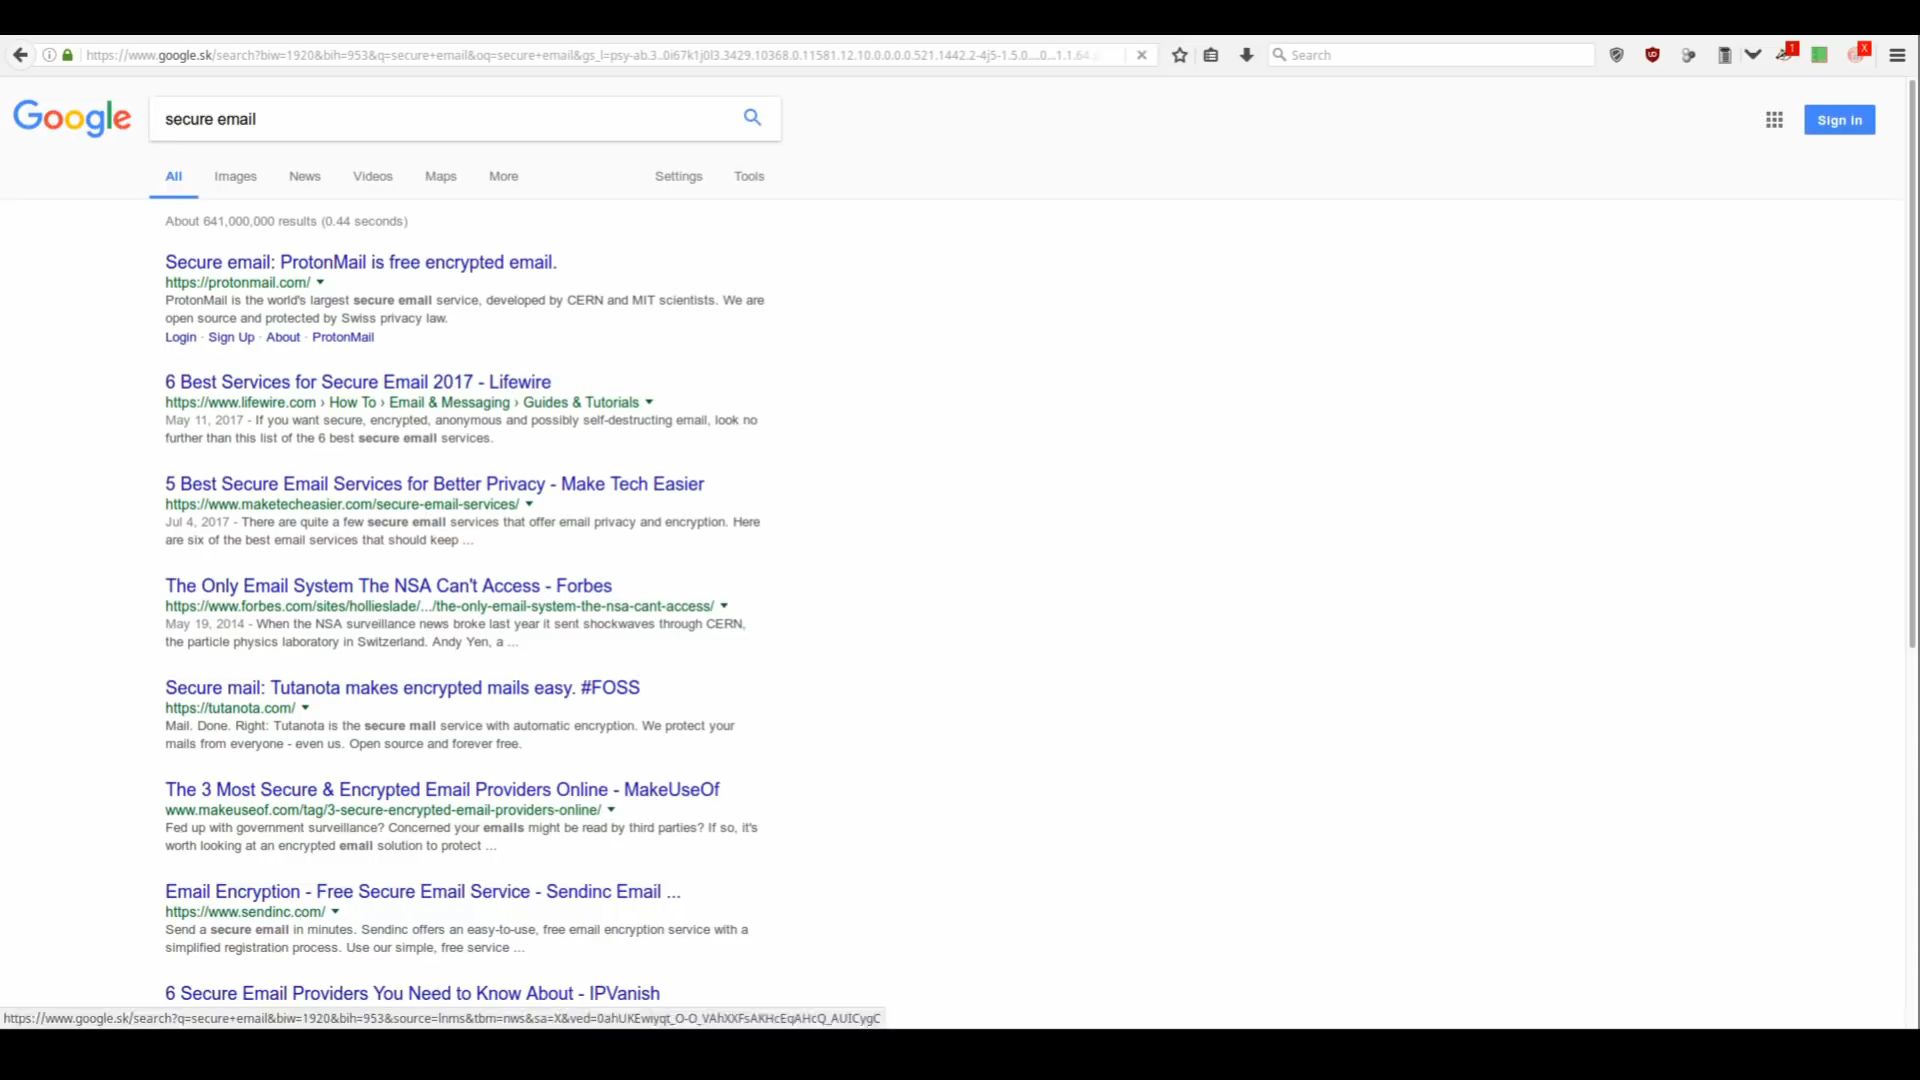 https://www.google.sk/search?biw=1920&bih=953&q=secure+email&oq=secure+email&gs_l=psy-ab.3..0i67k1j0l3.3429.10368.0.11581.12.10.0.0.0.0.521.1442.2-4j5-1.5.0....0...1.1.64.
Search
1
X
Google
secure email
Sign in
All
Images
News
Videos
Maps
More
Settings
Tools
About 641,000,000 results (0.44 seconds)
Secure email: ProtonMail is free encrypted email.
https://protonmail.com/
ProtonMail is the world's largest secure email service, developed by CERN and MIT scientists. We are
open source and protected by Swiss privacy law.
Login · Sign Up · About · ProtonMail
6 Best Services for Secure Email 2017 - Lifewire
https://www.lifewire.com › How To › Email & Messaging › Guides & Tutorials
May 11, 2017 - If you want secure, encrypted, anonymous and possibly self-destructing email, look no
further than this list of the 6 best secure email services.
5 Best Secure Email Services for Better Privacy - Make Tech Easier
https://www.maketecheasier.com/secure-email-services/
Jul 4, 2017 - There are quite a few secure email services that offer email privacy and encryption. Here
are six of the best email services that should keep ...
The Only Email System The NSA Can't Access - Forbes
https://www.forbes.com/sites/hollieslade/.../the-only-email-system-the-nsa-cant-access/
May 19, 2014 - When the NSA surveillance news broke last year it sent shockwaves through CERN,
the particle physics laboratory in Switzerland. Andy Yen, a ...
Secure mail: Tutanota makes encrypted mails easy. #FOSS
https://tutanota.com/
Mail. Done. Right: Tutanota is the secure mail service with automatic encryption. We protect your
mails from everyone - even us. Open source and forever free.
The 3 Most Secure & Encrypted Email Providers Online - MakeUseOf
www.makeuseof.com/tag/3-secure-encrypted-email-providers-online/
Fed up with government surveillance? Concerned your emails might be read by third parties? If so, it's
worth looking at an encrypted email solution to protect ...
Email Encryption - Free Secure Email Service - Sendinc Email ...
https://www.sendinc.com/
Send a secure email in minutes. Sendinc offers an easy-to-use, free email encryption service with a
simplified registration process. Use our simple, free service ...
6 Secure Email Providers You Need to Know About - IPVanish
https://www.google.sk/search?q=secure+email&biw=1920&bih=953&source=lnms&tbm=nws&sa=X&ved=0ahUKEwiyqt_O-O_VAhXXFsAKHcEqAHcQ_AUICygC